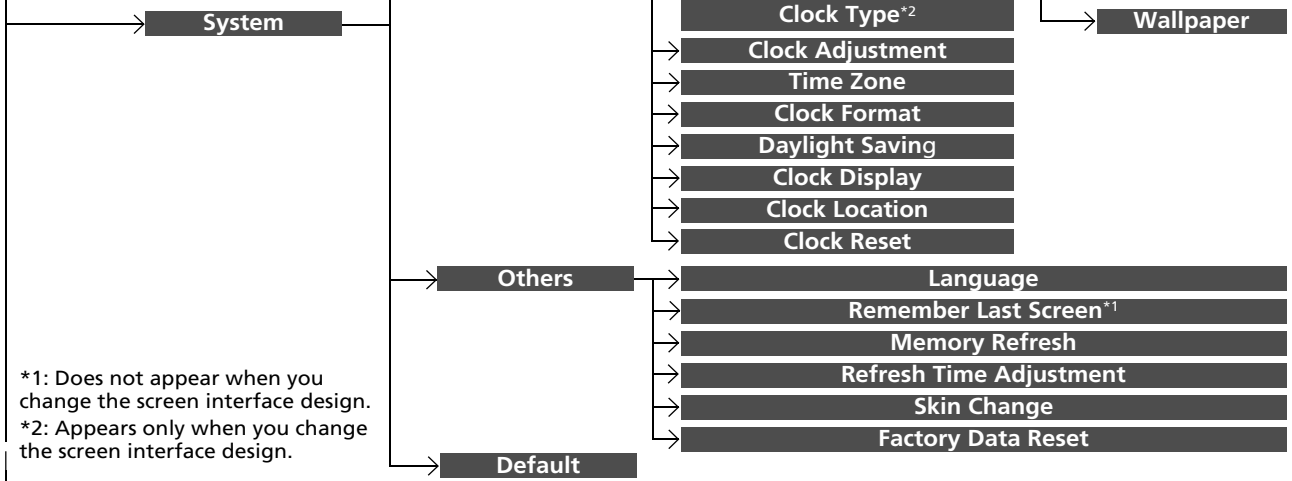 System
Clock Type*2
Wallpaper
Clock Adjustment
Time Zone
Clock Format
Daylight Saving
Clock Display
Clock Location
Clock Reset
Others
Language
Remember Last Screen*1
Memory Refresh
Refresh Time Adjustment
Skin Change
Factory Data Reset
Default
*1: Does not appear when you
change the screen interface design.
*2: Appears only when you change
the screen interface design.